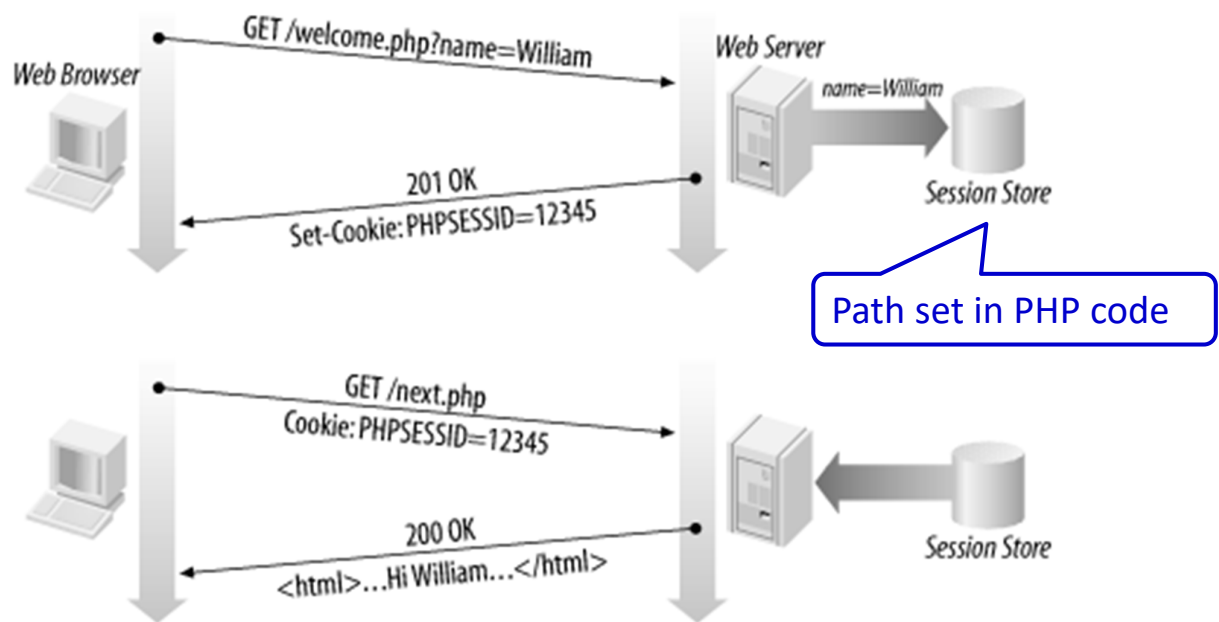 GET /welcome.php?name=William
Web Browser
Web Server
name=William
201 OK
Set-Cookie: PHPSESSID=12345
Session Store
Path set in PHP code
GET /next.php
Cookie: PHPSESSID=12345
200 OK
<html>...Hi William...</html>
Session Store